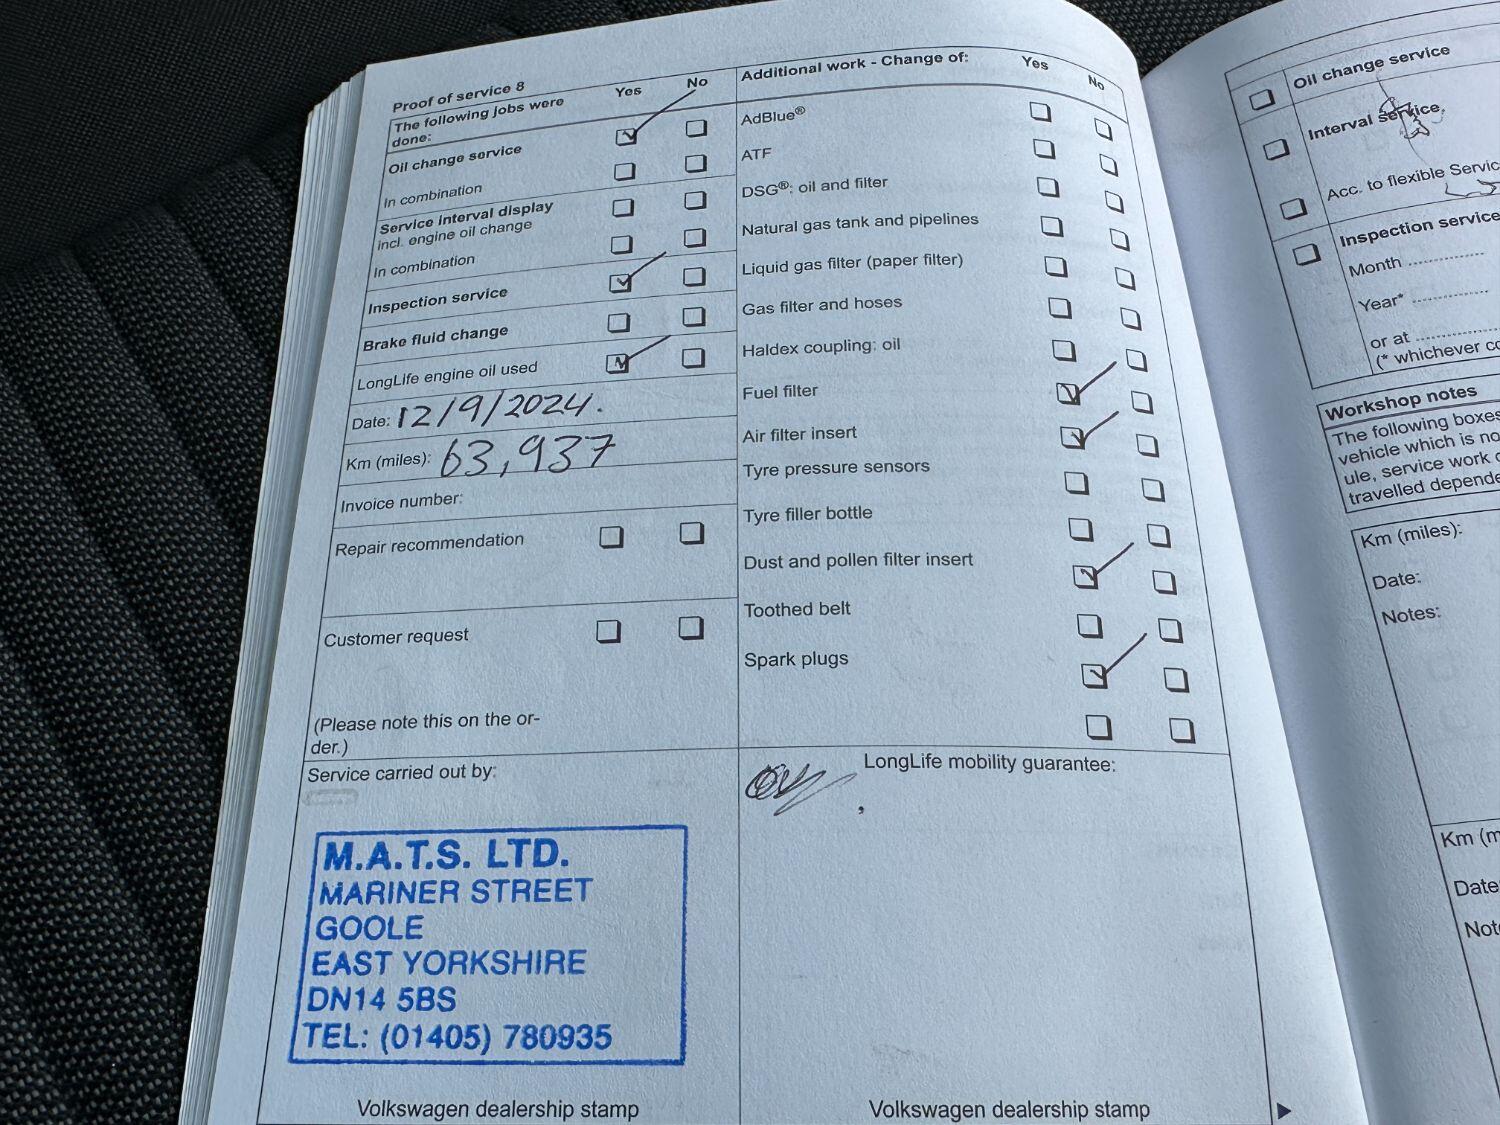 Proof of service 8
The following jobs were
done:
Yes
No
Oil change service
In combination
Service interval display
incl. engine oil change
In combination
Inspection service
Brake fluid change
LongLife engine oil used
Date: 12/9/2024.
Km (miles): 63,937
Invoice number:
Repair recommendation
Customer request
(Please note this on the or-
der.)
Additional work - Change of:
Yes
No
AdBlue®
ATF
DSG®: oil and filter
Natural gas tank and pipelines
Liquid gas filter (paper filter)
Gas filter and hoses
Haldex coupling: oil
Fuel filter
Air filter insert
Tyre pressure sensors
Tyre filler bottle
Dust and pollen filter insert
Toothed belt
Spark plugs
Service carried out by:
M.A.T.S. LTD.
MARINER STREET
GOOLE
EAST YORKSHIRE
DN14 5BS
TEL: (01405) 780935
Volkswagen dealership stamp
LongLife mobility guarantee:
Volkswagen dealership stamp
Oil change service
Interval service
Acc. to flexible Servic
Inspection service
Month
Year*
or at
(* whichever co
Workshop notes
The following boxes
vehicle which is no
ule, service work o
travelled depende
Km (miles):
Date:
Notes:
Km (m
Date
Not